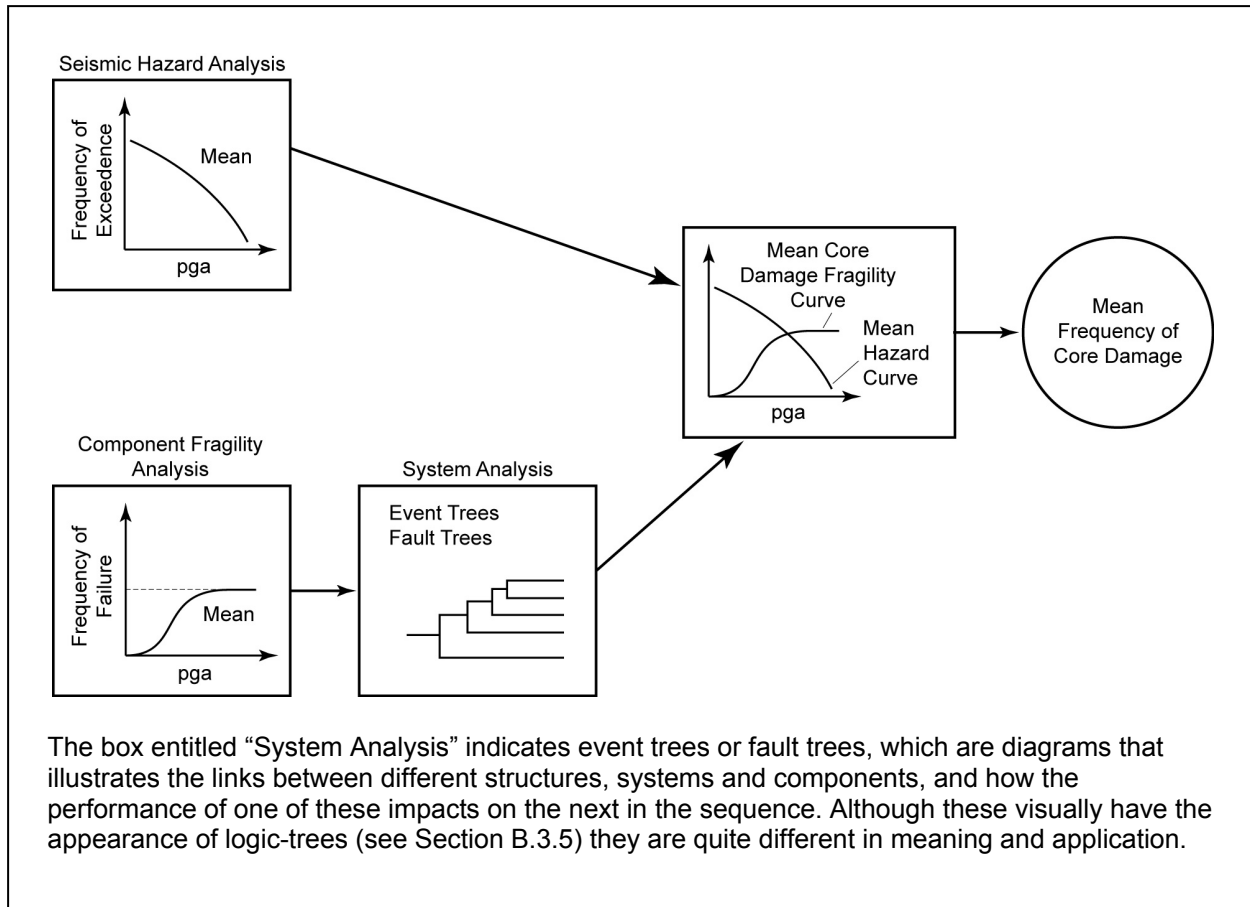 Seismic Hazard Analysis
Frequency of
Exceedence
Mean
pga
Mean Core
Damage Fragility
Curve
Mean
Hazard
Curve
pga
Mean
Frequency of
Core Damage
Component Fragility
Analysis
Frequency of
Failure
Mean
pga
System Analysis
Event Trees
Fault Trees
The box entitled “System Analysis” indicates event trees or fault trees, which are diagrams that
illustrates the links between different structures, systems and components, and how the
performance of one of these impacts on the next in the sequence. Although these visually have the
appearance of logic-trees (see Section B.3.5) they are quite different in meaning and application.